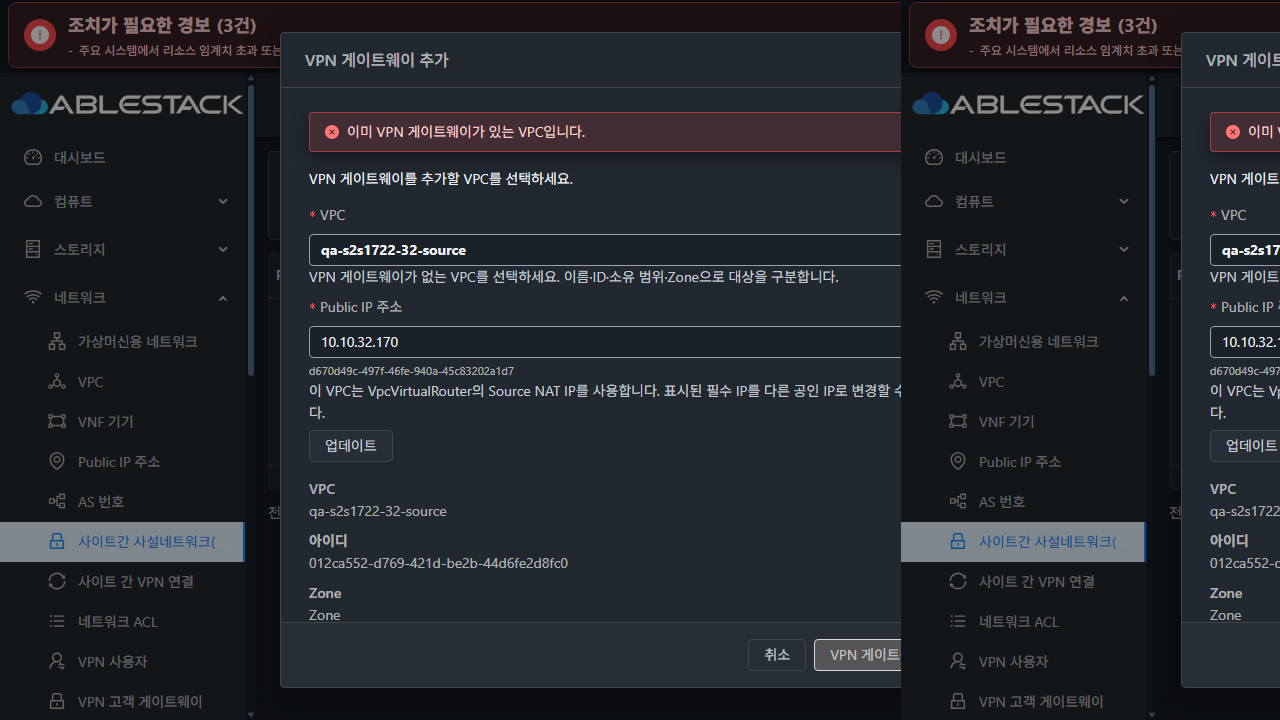 조치가 필요한 경보 (3건)
- 주요 시스템에서 리소스 임계치 초과 또는
ABLESTACK
대시보드
컴퓨트
스토리지
네트워크
가상머신용 네트워크
VPC
VNF 기기
Public IP 주소
AS 번호
사이트간 사설네트워크(
사이트 간 VPN 연결
네트워크 ACL
VPN 사용자
VPN 고객 게이트웨이
VPN 게이트웨이 추가
이미 VPN 게이트웨이가 있는 VPC입니다.
VPN 게이트웨이를 추가할 VPC를 선택하세요.
* VPC
qa-s2s1722-32-source
VPN 게이트웨이가 없는 VPC를 선택하세요. 이름·ID·소유 범위·Zone으로 대상을 구분합니다.
* Public IP 주소
10.10.32.170
d670d49c-497f-46fe-940a-45c83202a1d7
이 VPC는 VpcVirtualRouter의 Source NAT IP를 사용합니다. 표시된 필수 IP를 다른 공인 IP로 변경할 수
다.
업데이트
VPC
qa-s2s1722-32-source
아이디
012ca552-d769-421d-be2b-44d6fe2d8fc0
Zone
Zone
취소
VPN 게이트
전
조치가 필요한 경보 (3건)
- 주요 시스템에서 리소스 임계치 초과 또는
ABLESTACK
대시보드
컴퓨트
스토리지
네트워크
가상머신용 네트워크
VPC
VNF 기기
Public IP 주소
AS 번호
사이트간 사설네트워크(
사이트 간 VPN 연결
네트워크 ACL
VPN 사용자
VPN 고객 게이트웨이
VPN 게이트
이미 V
VPN 게이트
* VPC
qa-s2s17
VPN 게이트
* Public IP
10.10.32.1
d670d49c-497
이 VPC는 Vp
다.
업데이트
VPC
qa-s2s1722
아이디
012ca552-d
Zone
Zone
전